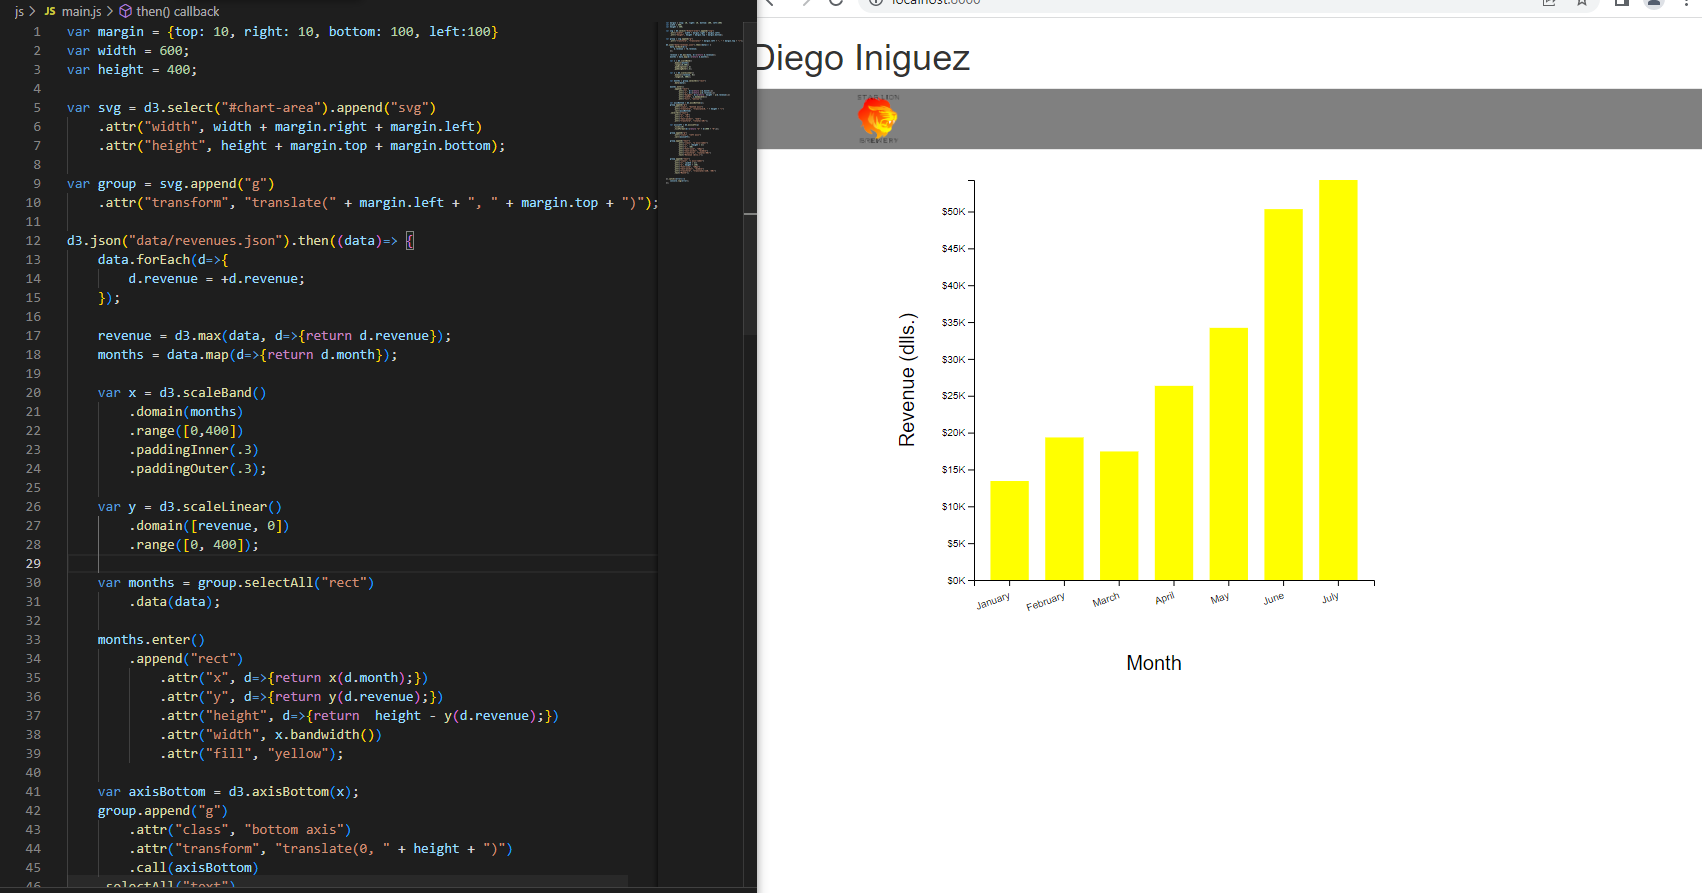 js > JS main.js > then() callback
1 var margin = {top: 10, right: 10, bottom: 100, left:100}
2 var width = 600;
3 var height = 400;
4
5 var svg = d3.select("#chart-area").append("svg")
6 .attr("width", width + margin.right + margin.left)
7 .attr("height", height + margin.top + margin.bottom);
8
9 var group = svg.append("g")
10 .attr("transform", "translate(" + margin.left + ", " + margin.top + ")");
11
12 d3.json("data/revenues.json").then((data)=> {
13 data.forEach(d=>{
14 d.revenue = +d.revenue;
15 });
16
17 revenue = d3.max(data, d=>{return d.revenue});
18 months = data.map(d=>{return d.month});
19
20 var x = d3.scaleBand()
21 .domain(months)
22 .range([0,400])
23 .paddingInner(.3)
24 .paddingOuter(.3);
25
26 var y = d3.scaleLinear()
27 .domain([revenue, 0])
28 .range([0, 400]);
29
30 var months = group.selectAll("rect")
31 .data(data);
32
33 months.enter()
34 .append("rect")
35 .attr("x", d=>{return x(d.month);})
36 .attr("y", d=>{return y(d.revenue);})
37 .attr("height", d=>{return  height - y(d.revenue);})
38 .attr("width", x.bandwidth())
39 .attr("fill", "yellow");
40
41 var axisBottom = d3.axisBottom(x);
42 group.append("g")
43 .attr("class", "bottom axis")
44 .attr("transform", "translate(0, " + height + ")")
45 .call(axisBottom)
46 .selectAll("text")
localhost:8000
Diego Iniguez
STAR LION
BREWERY
$50K
$45K
$40K
$35K
$30K
$25K
$20K
$15K
$10K
$5K
$0K
Revenue (dlls.)
January
February
March
April
May
June
July
Month